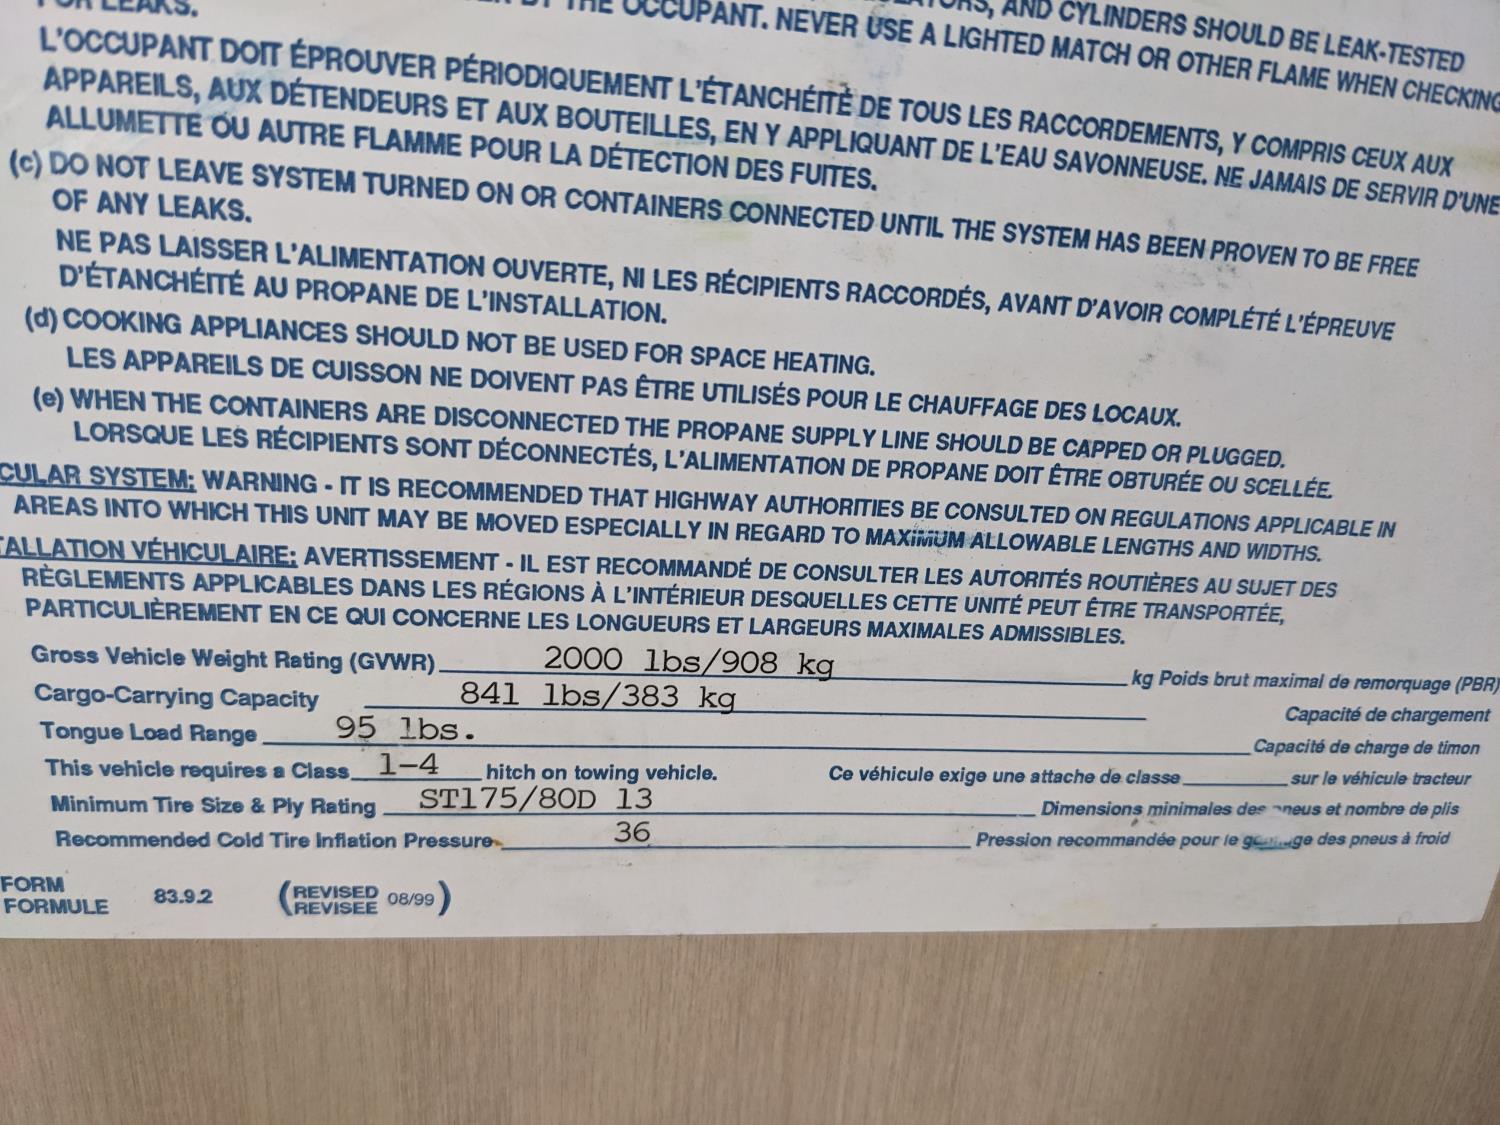 FOR LEAKS.
BY THE OCCUPANT. NEVER USE A LIGHTED MATCH OR OTHER FLAME WHEN CHECKING
AND CYLINDERS SHOULD BE LEAK-TESTED
L'OCCUPANT DOIT ÉPROUVER PÉRIODIQUEMENT L'ÉTANCHÉITÉ DE TOUS LES RACCORDEMENTS, Y COMPRIS CEUX AUX
APPAREILS, AUX DÉTENDEURS ET AUX BOUTEILLES, EN Y APPLIQUANT DE L'EAU SAVONNEUSE. NE JAMAIS DE SERVIR D'UNE
ALLUMETTE OU AUTRE FLAMME POUR LA DÉTECTION DES FUITES.
(c) DO NOT LEAVE SYSTEM TURNED ON OR CONTAINERS CONNECTED UNTIL THE SYSTEM HAS BEEN PROVEN TO BE FREE
OF ANY LEAKS.
NE PAS LAISSER L'ALIMENTATION OUVERTE, NI LES RÉCIPIENTS RACCORDÉS, AVANT D'AVOIR COMPLÉTÉ L'ÉPREUVE
D'ÉTANCHÉITÉ AU PROPANE DE L'INSTALLATION.
(d) COOKING APPLIANCES SHOULD NOT BE USED FOR SPACE HEATING.
LES APPAREILS DE CUISSON NE DOIVENT PAS ÊTRE UTILISÉS POUR LE CHAUFFAGE DES LOCAUX.
(e) WHEN THE CONTAINERS ARE DISCONNECTED THE PROPANE SUPPLY LINE SHOULD BE CAPPED OR PLUGGED.
LORSQUE LES RÉCIPIENTS SONT DÉCONNECTÉS, L'ALIMENTATION DE PROPANE DOIT ÊTRE OBTURÉE OU SCELLÉE.
CULAR SYSTEM: WARNING - IT IS RECOMMENDED THAT HIGHWAY AUTHORITIES BE CONSULTED ON REGULATIONS APPLICABLE IN
AREAS INTO WHICH THIS UNIT MAY BE MOVED ESPECIALLY IN REGARD TO MAXIMUM ALLOWABLE LENGTHS AND WIDTHS.
TALLATION VÉHICULAIRE: AVERTISSEMENT - IL EST RECOMMANDÉ DE CONSULTER LES AUTORITÉS ROUTIÈRES AU SUJET DES
RÈGLEMENTS APPLICABLES DANS LES RÉGIONS À L'INTÉRIEUR DESQUELLES CETTE UNITÉ PEUT ÊTRE TRANSPORTÉE,
PARTICULIÈREMENT EN CE QUI CONCERNE LES LONGUEURS ET LARGEURS MAXIMALES ADMISSIBLES.
Gross Vehicle Weight Rating (GVWR) 2000 lbs/908 kg kg Poids brut maximal de remorquage (PBR)
Cargo-Carrying Capacity 841 lbs/383 kg Capacité de chargement
Tongue Load Range 95 lbs. Capacité de charge de timon
This vehicle requires a Class 1-4 hitch on towing vehicle. Ce véhicule exige une attache de classe sur le véhicule tracteur
Minimum Tire Size & Ply Rating ST175/80D 13 Dimensions minimales des pneus et nombre de plis
Recommended Cold Tire Inflation Pressure 36 Pression recommandée pour le des pneus à froid
FORM 83.9.2 (REVISED 08/99)
FORMULE REVISEE